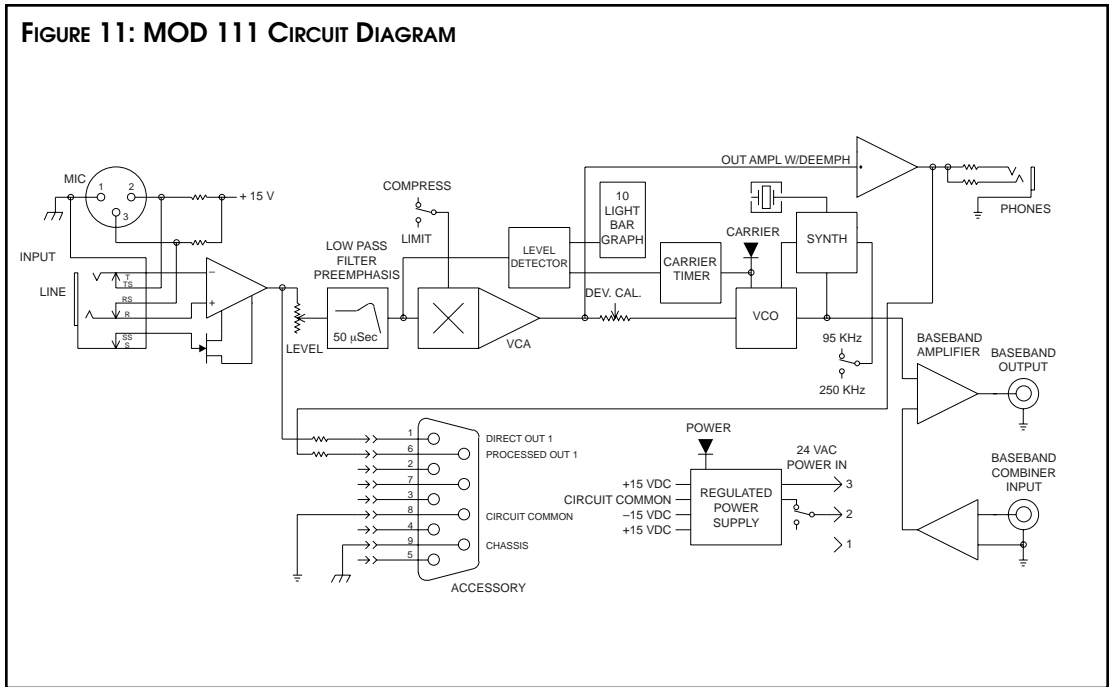 FIGURE 11: MOD 111 CIRCUIT DIAGRAM
MIC
1
2
3
+ 15 V
INPUT
LINE
T
TS
RS
R
SS
S
−
+
LEVEL
LOW PASS
FILTER
PREEMPHASIS
50 µSec
COMPRESS
LIMIT
VCA
LEVEL
DETECTOR
10
LIGHT
BAR
GRAPH
CARRIER
TIMER
DEV. CAL.
OUT AMPL W/DEEMPH
CARRIER
SYNTH
VCO
95 KHz
250 KHz
PHONES
BASEBAND
AMPLIFIER
BASEBAND
OUTPUT
BASEBAND
COMBINER
INPUT
1
6
2
7
3
8
4
9
5
DIRECT OUT 1
PROCESSED OUT 1
CIRCUIT COMMON
CHASSIS
ACCESSORY
POWER
+15 VDC
CIRCUIT COMMON
–15 VDC
+15 VDC
REGULATED
POWER
SUPPLY
24 VAC
POWER IN
3
2
1